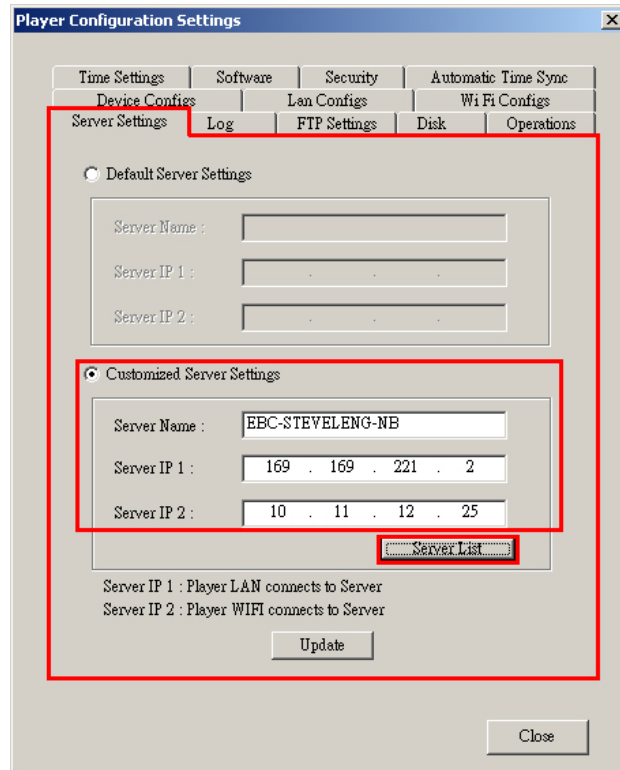 Player Configuration Settings
Time Settings Software Security Automatic Time Sync
Device Configs Lan Configs Wi Fi Configs
Server Settings Log FTP Settings Disk Operations
Default Server Settings
Server Name :
Server IP 1 : . . .
Server IP 2 : . . .
Customized Server Settings
Server Name : EBC-STEVELENG-NB
Server IP 1 : 169 . 169 . 221 . 2
Server IP 2 : 10 . 11 . 12 . 25
Server List
Server IP 1 : Player LAN connects to Server
Server IP 2 : Player WIFI connects to Server
Update
Close